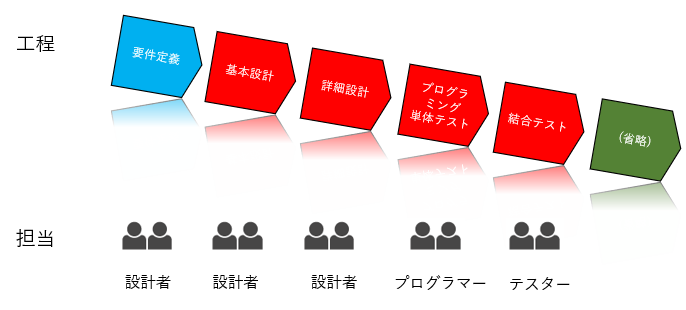 工程
要件定義
基本設計
詳細設計
プログラ
ミング
単体テスト
結合テスト
(省略)
担当
設計者
設計者
設計者
プログラマー
テスター